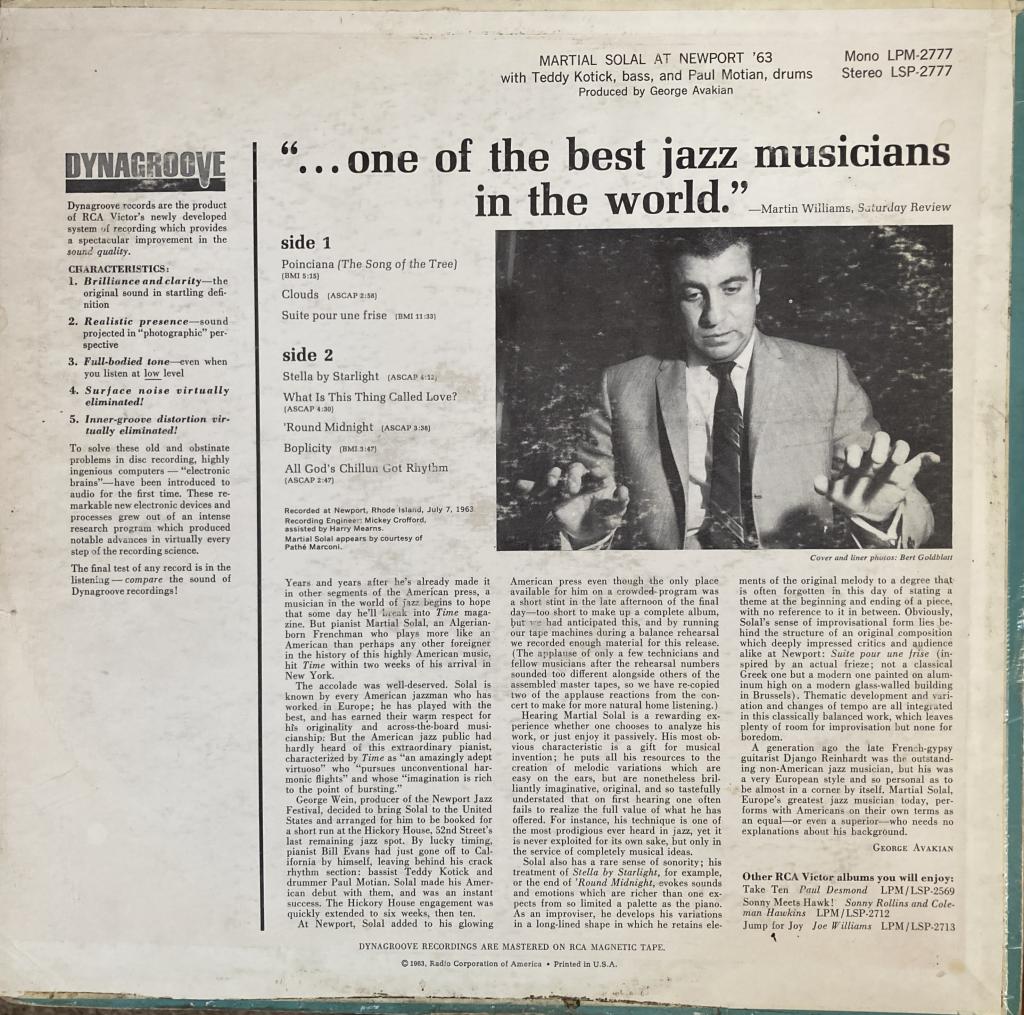 MARTIAL SOLAL AT NEWPORT '63
with Teddy Kotick, bass, and Paul Motian, drums
Produced by George Avakian
Mono LPM-2777
Stereo LSP-2777
DYNAGROOVE
Dynagroove records are the product
of RCA Victor's newly developed
system of recording which provides
a spectacular improvement in the
sound quality.
CHARACTERISTICS:
1. Brilliance and clarity—the
original sound in startling defi-
nition
2. Realistic presence—sound
projected in "photographic" per-
spective
3. Full-bodied tone—even when
you listen at low level
4. Surface noise virtually
eliminated!
5. Inner-groove distortion vir-
tually eliminated!
To solve these old and obstinate
problems in disc recording, highly
ingenious computers — "electronic
brains"—have been introduced to
audio for the first time. These re-
markable new electronic devices and
processes grew out of an intense
research program which produced
notable advances in virtually every
step of the recording science.
The final test of any record is in the
listening — compare the sound of
Dynagroove recordings!
"...one of the best jazz musicians
in the world."
—Martin Williams, Saturday Review
side 1
Poinciana (The Song of the Tree)
(BMI 5:15)
Clouds (ASCAP 2:58)
Suite pour une frise (BMI 11:33)
side 2
Stella by Starlight (ASCAP 4:12)
What Is This Thing Called Love?
(ASCAP 4:30)
'Round Midnight (ASCAP 3:36)
Boplicity (BMI 3:47)
All God's Chillun Got Rhythm
(ASCAP 2:47)
Recorded at Newport, Rhode Island, July 7, 1963
Recording Engineer: Mickey Crofford,
assisted by Harry Mearns.
Martial Solal appears by courtesy of
Pathé Marconi.
Cover and liner photos: Bert Goldblatt
Years and years after he's already made it
in other segments of the American press, a
musician in the world of jazz begins to hope
that some day he'll break into Time maga-
zine. But pianist Martial Solal, an Algerian-
born Frenchman who plays more like an
American than perhaps any other foreigner
in the history of this highly American music,
hit Time within two weeks of his arrival in
New York.
The accolade was well-deserved. Solal is
known by every American jazzman who has
worked in Europe; he has played with the
best, and has earned their warm respect for
his originality and across-the-board musi-
cianship. But the American jazz public had
hardly heard of this extraordinary pianist,
characterized by Time as "an amazingly adept
virtuoso" who "pursues unconventional har-
monic flights" and whose "imagination is rich
to the point of bursting."
George Wein, producer of the Newport Jazz
Festival, decided to bring Solal to the United
States and arranged for him to be booked for
a short run at the Hickory House, 52nd Street's
last remaining jazz spot. By lucky timing,
pianist Bill Evans had just gone off to Cal-
ifornia by himself, leaving behind his crack
rhythm section: bassist Teddy Kotick and
drummer Paul Motian. Solal made his Amer-
ican debut with them, and was an instant
success. The Hickory House engagement was
quickly extended to six weeks, then ten.
At Newport, Solal added to his glowing
American press even though the only place
available for him on a crowded program was
a short stint in the late afternoon of the final
day—too short to make up a complete album,
but we had anticipated this, and by running
our tape machines during a balance rehearsal
we recorded enough material for this release.
(The applause of only a few technicians and
fellow musicians after the rehearsal numbers
sounded too different alongside others of the
assembled master tapes, so we have re-copied
two of the applause reactions from the con-
cert to make for more natural home listening.)
Hearing Martial Solal is a rewarding ex-
perience whether one chooses to analyze his
work, or just enjoy it passively. His most ob-
vious characteristic is a gift for musical
invention; he puts all his resources to the
creation of melodic variations which are
easy on the ears, but are nonetheless bril-
liantly imaginative, original, and so tastefully
understated that on first hearing one often
fails to realize the full value of what he has
offered. For instance, his technique is one of
the most prodigious ever heard in jazz, yet it
is never exploited for its own sake, but only in
the service of completely musical ideas.
Solal also has a rare sense of sonority; his
treatment of Stella by Starlight, for example,
or the end of 'Round Midnight, evokes sounds
and emotions which are richer than one ex-
pects from so limited a palette as the piano.
As an improviser, he develops his variations
in a long-lined shape in which he retains ele-
ments of the original melody to a degree that
is often forgotten in this day of stating a
theme at the beginning and ending of a piece,
with no reference to it in between. Obviously,
Solal's sense of improvisational form lies be-
hind the structure of an original composition
which deeply impressed critics and audience
alike at Newport: Suite pour une frise (in-
spired by an actual frieze; not a classical
Greek one but a modern one painted on alum-
inum high on a modern glass-walled building
in Brussels). Thematic development and vari-
ation and changes of tempo are all integrated
in this classically balanced work, which leaves
plenty of room for improvisation but none for
boredom.
A generation ago the late French-gypsy
guitarist Django Reinhardt was the outstand-
ing non-American jazz musician, but his was
a very European style and so personal as to
be almost in a corner by itself. Martial Solal,
Europe's greatest jazz musician today, per-
forms with Americans on their own terms as
an equal—or even a superior—who needs no
explanations about his background.
GEORGE AVAKIAN
Other RCA Victor albums you will enjoy:
Take Ten Paul Desmond LPM/LSP-2569
Sonny Meets Hawk! Sonny Rollins and Cole-
man Hawkins LPM/LSP-2712
Jump for Joy Joe Williams LPM/LSP-2713
DYNAGROOVE RECORDINGS ARE MASTERED ON RCA MAGNETIC TAPE.
© 1963, Radio Corporation of America • Printed in U.S.A.